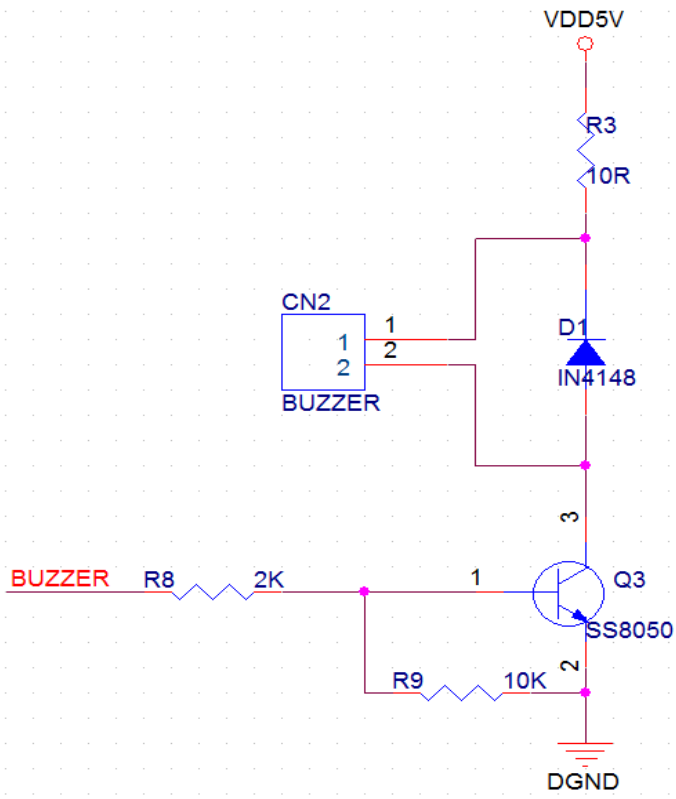 VDD5V
R3
10R
CN2
1
1
2
2
BUZZER
D1
IN4148
3
BUZZER
R8
2K
1
Q3
SS8050
2
R9
10K
DGND